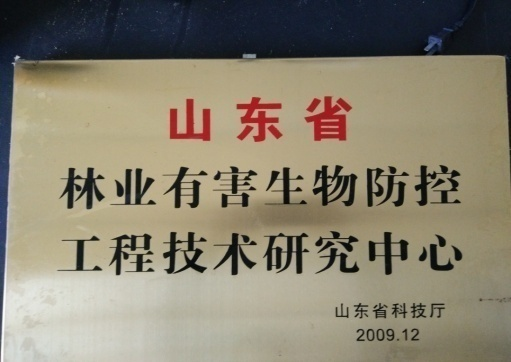 山东省
林业有害生物防控
工程技术研究中心
山东省科技厅
2009.12